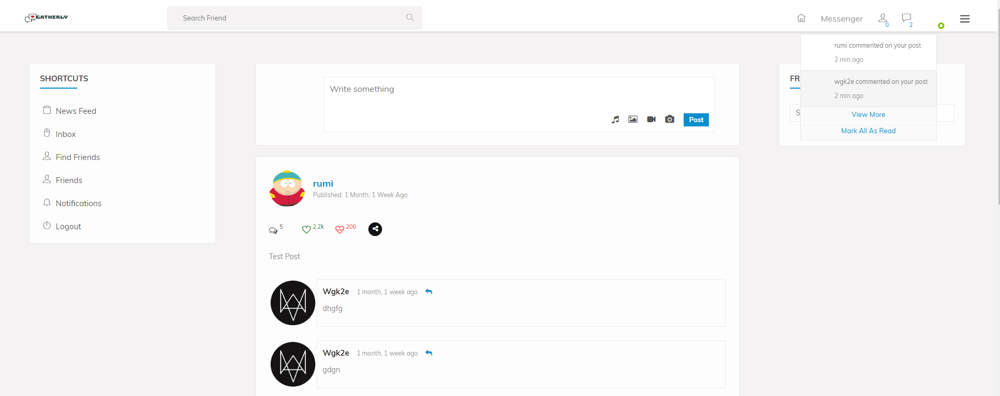 GATHERLY
Search Friend
Messenger
0
2
rumi commented on your post
2 min ago
wgk2e commented on your post
2 min ago
View More
Mark All As Read
SHORTCUTS
News Feed
Inbox
Find Friends
Friends
Notifications
Logout
Write something
Post
FR
S
rumi
Published: 1 Month, 1 Week Ago
5
2.2k
200
Test Post
Wgk2e 1 month, 1 week ago
dhgfg
Wgk2e 1 month, 1 week ago
gdgn